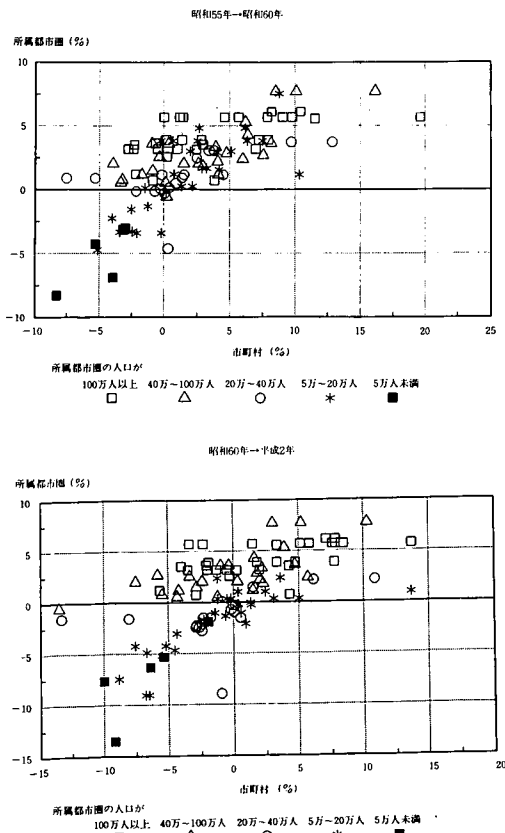 昭和55年→昭和60年
所属都市圏 (%)
10
5
0
-5
-10
-10 -5 0 5 10 15 20 25
市町村 (%)
所属都市圏の人口が
100万人以上 40万~100万人 20万~40万人 5万~20万人 5万人未満
昭和60年→平成2年
所属都市圏 (%)
10
5
0
-5
-10
-15
-15 -10 -5 0 5 10 15 20
市町村 (%)
所属都市圏の人口が
100万人以上 40万~100万人 20万~40万人 5万~20万人 5万人未満